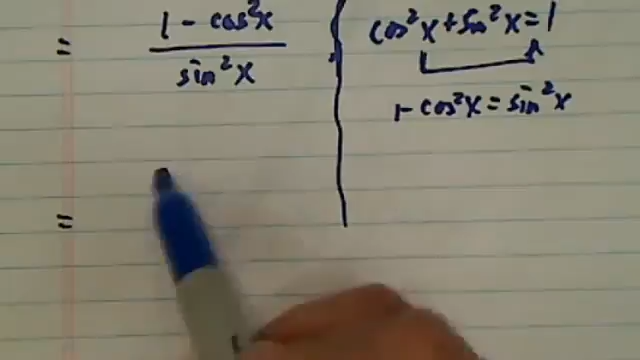 = 1 - cos²x
sin²x
=
cos²x + sin²x = 1
1 - cos²x = sin²x